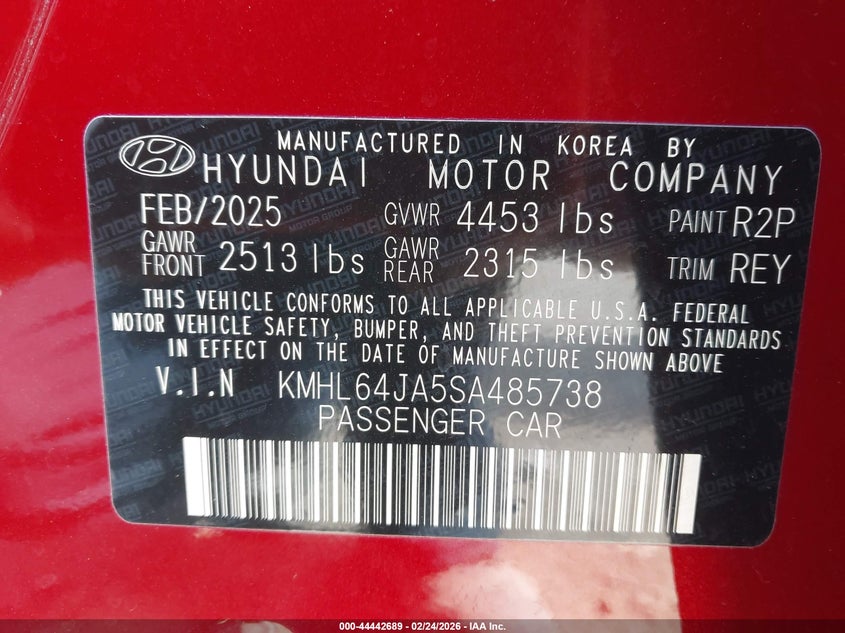 MANUFACTURED IN KOREA BY
HYUNDAI MOTOR COMPANY
FEB/2025 GVWR 4453 lbs PAINT R2P
GAWR FRONT 2513 lbs GAWR REAR 2315 lbs TRIM REY
THIS VEHICLE CONFORMS TO ALL APPLICABLE U.S.A. FEDERAL
MOTOR VEHICLE SAFETY, BUMPER, AND THEFT PREVENTION STANDARDS
IN EFFECT ON THE DATE OF MANUFACTURE SHOWN ABOVE
V.I.N KMHL64JA5SA485738
PASSENGER CAR
000-44442689 - 02/24/2026 - IAA Inc.